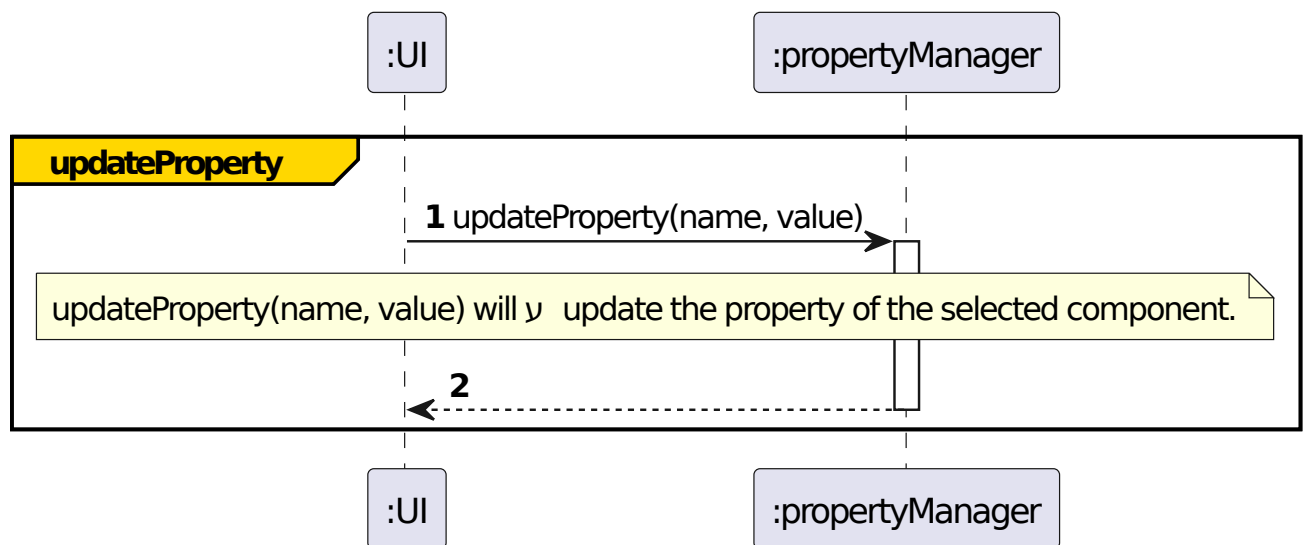 :UI
:propertyManager
updateProperty
1 updateProperty(name, value)
updateProperty(name, value) will ע update the property of the selected component.
2
:UI
:propertyManager